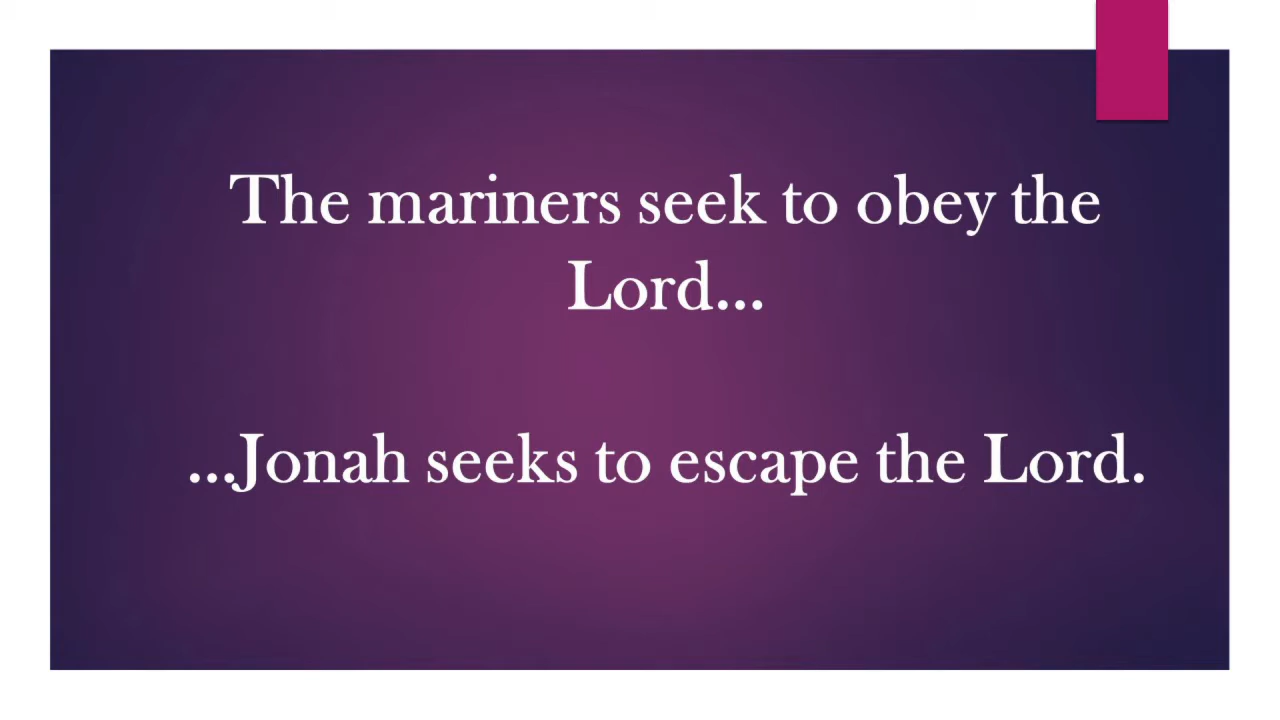 The mariners seek to obey the
Lord...
...Jonah seeks to escape the Lord.